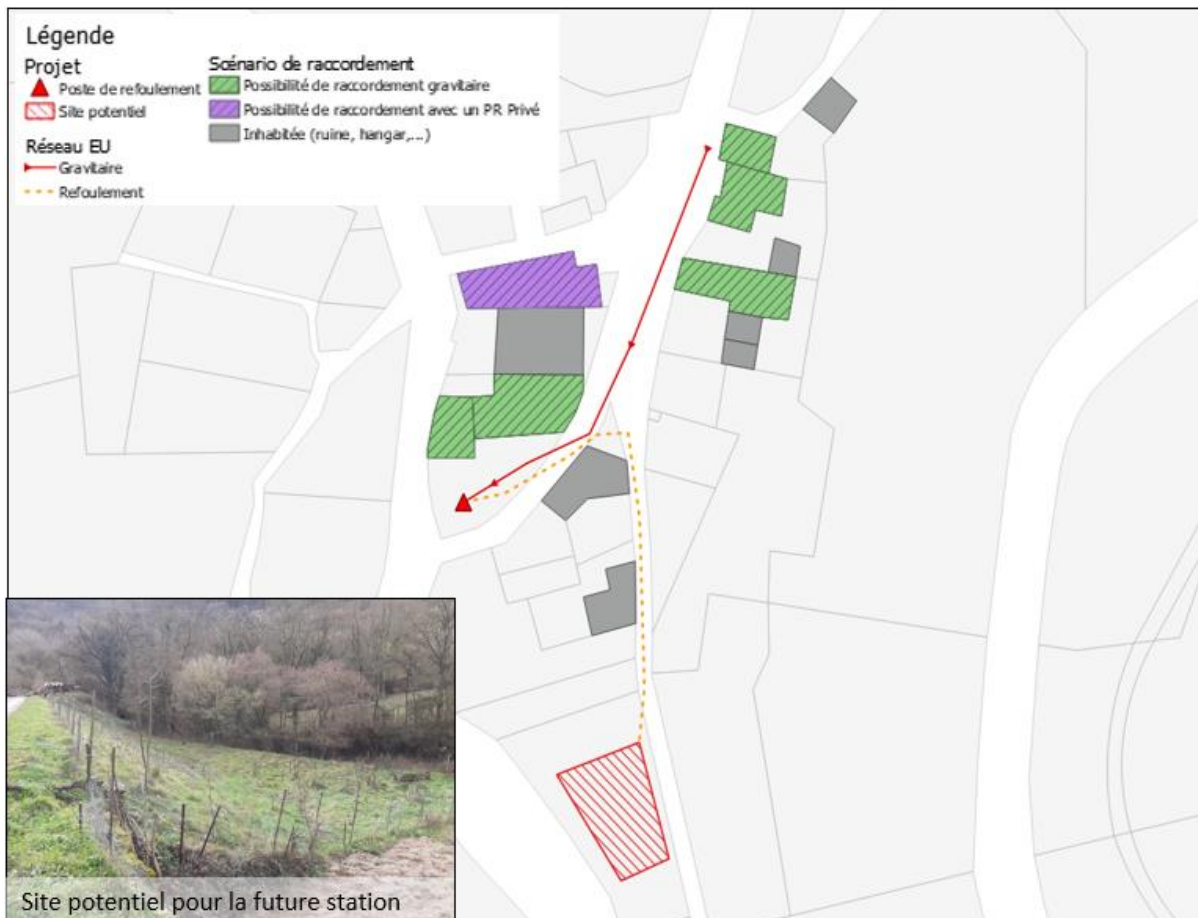 Légende
Projet
Poste de refoulement
Site potentiel
Réseau EU
Gravitaire
Refoulement
Scénario de raccordement
Possibilité de raccordement gravitaire
Possibilité de raccordement avec un PR Privé
Inhabitée (ruine, hangar,...)
Site potentiel pour la future station